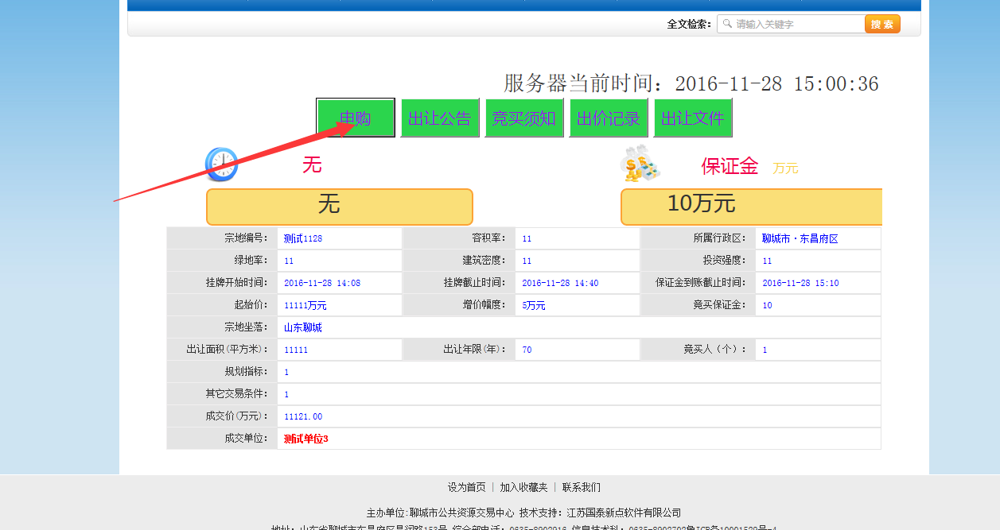 全文检索： 请输入关键字 搜 索
服务器当前时间：2016-11-28 15:00:36
申购 出让公告 竞买须知 出价记录 出让文件
无 保证金 万元
无 10万元
宗地编号： 测试1128 容积率： 11 所属行政区： 聊城市·东昌府区
绿地率： 11 建筑密度： 11 投资强度： 11
挂牌开始时间： 2016-11-28 14:08 挂牌截止时间： 2016-11-28 14:40 保证金到账截止时间： 2016-11-28 15:10
起始价： 11111万元 增价幅度： 5万元 竞买保证金： 10
宗地坐落： 山东聊城
出让面积(平方米)： 11111 出让年限(年)： 70 竞买人（个）： 1
规划指标： 1
其它交易条件： 1
成交价(万元)： 11121.00
成交单位： 测试单位3
设为首页 | 加入收藏夹 | 联系我们
主办单位:聊城市公共资源交易中心 技术支持：江苏国泰新点软件有限公司